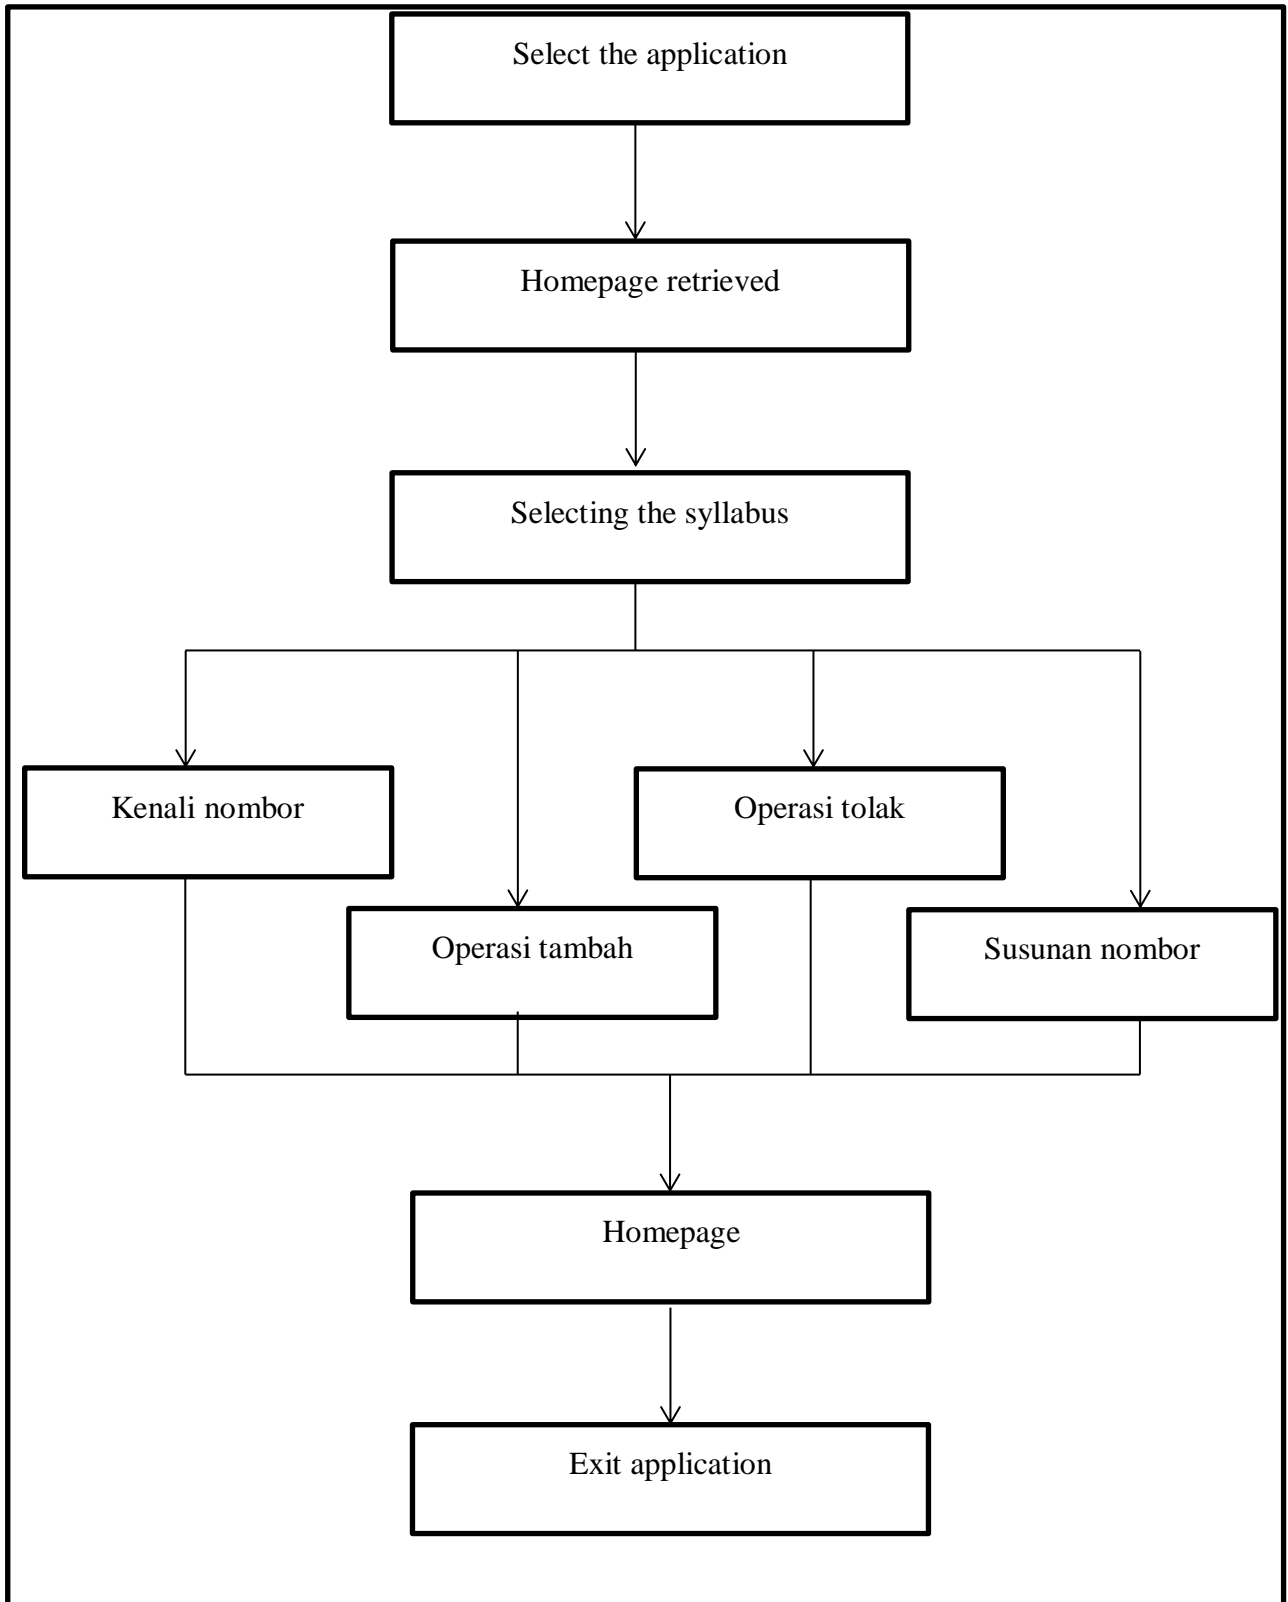 Select the application
Homepage retrieved
Selecting the syllabus
Kenali nombor
Operasi tolak
Operasi tambah
Susunan nombor
Homepage
Exit application